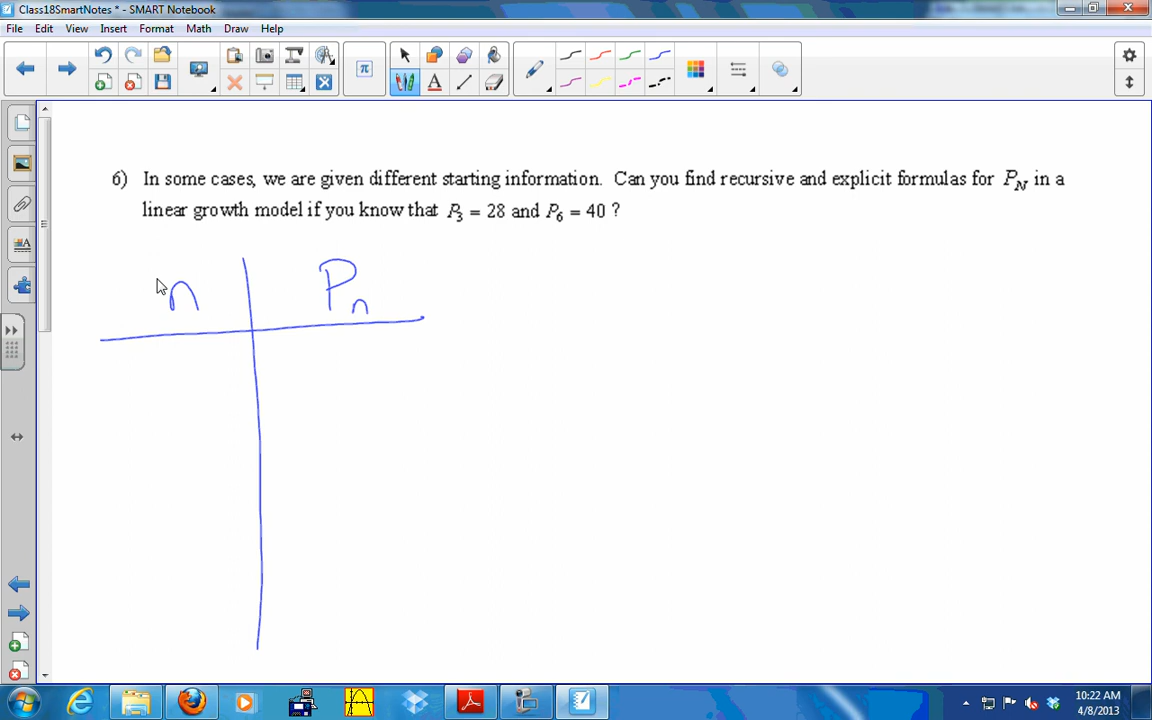 Class18SmartNotes * - SMART Notebook
File Edit View Insert Format Math Draw Help
π
A
6) In some cases, we are given different starting information. Can you find recursive and explicit formulas for P_N in a
linear growth model if you know that P_3 = 28 and P_6 = 40 ?
n P_n
10:22 AM
4/8/2013